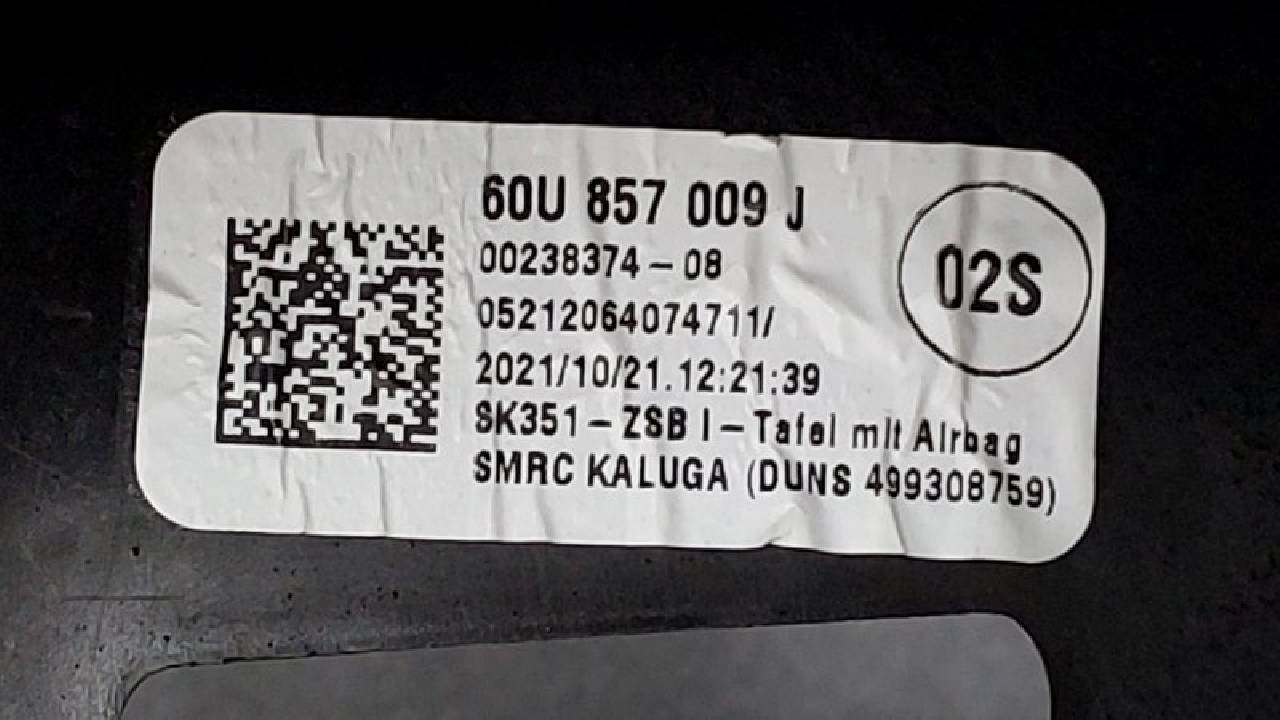 60U 857 009 J
02S
00238374-08
05212064074711/
2021/10/21.12:21:39
SK351-ZSB I-Tafel mit Airbag
SMRC KALUGA (DUNS 499308759)